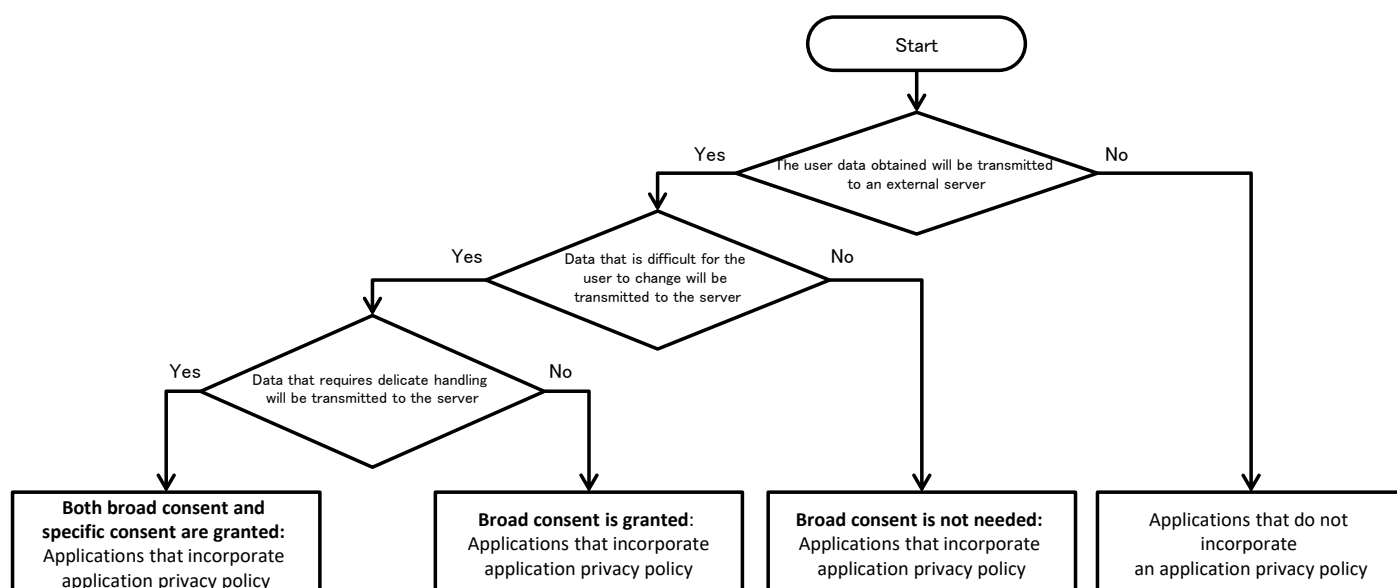 Start
Yes
The user data obtained will be transmitted
to an external server
No
Yes
Data that is difficult for the
user to change will be
transmitted to the server
No
Yes
Data that requires delicate handling
will be transmitted to the server
No
Both broad consent and
specific consent are granted:
Applications that incorporate
application privacy policy
Broad consent is granted:
Applications that incorporate
application privacy policy
Broad consent is not needed:
Applications that incorporate
application privacy policy
Applications that do not
incorporate
an application privacy policy